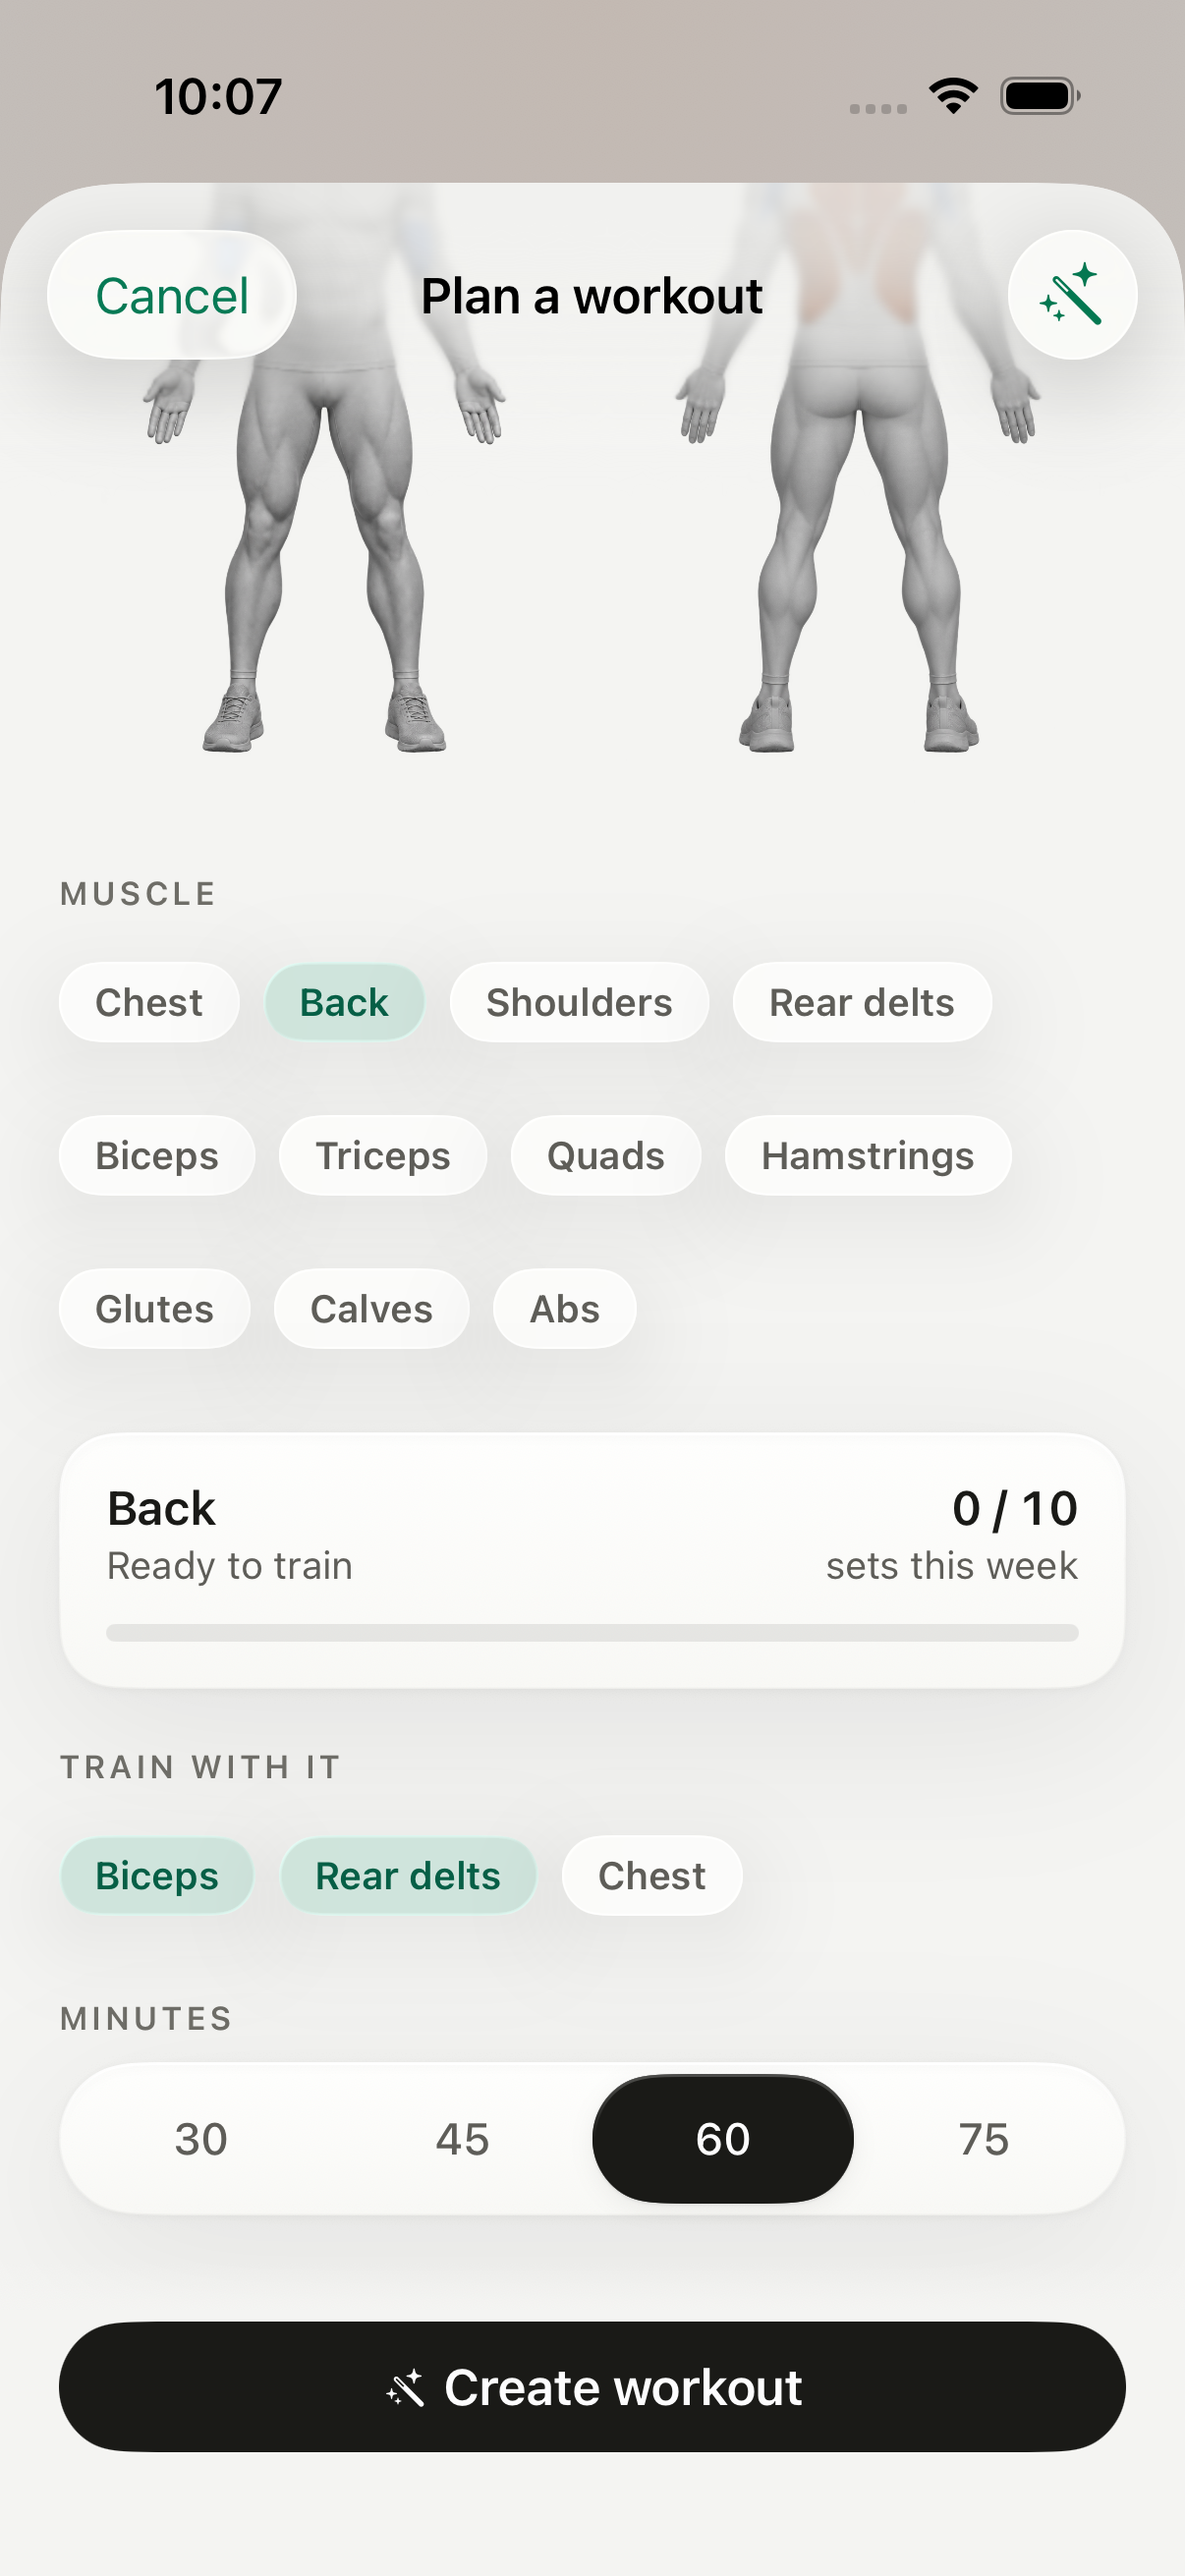 10:07
Cancel
Plan a workout
MUSCLE
Chest Back Shoulders Rear delts
Biceps Triceps Quads Hamstrings
Glutes Calves Abs
Back 0 / 10
Ready to train sets this week
TRAIN WITH IT
Biceps Rear delts Chest
MINUTES
30 45 60 75
Create workout